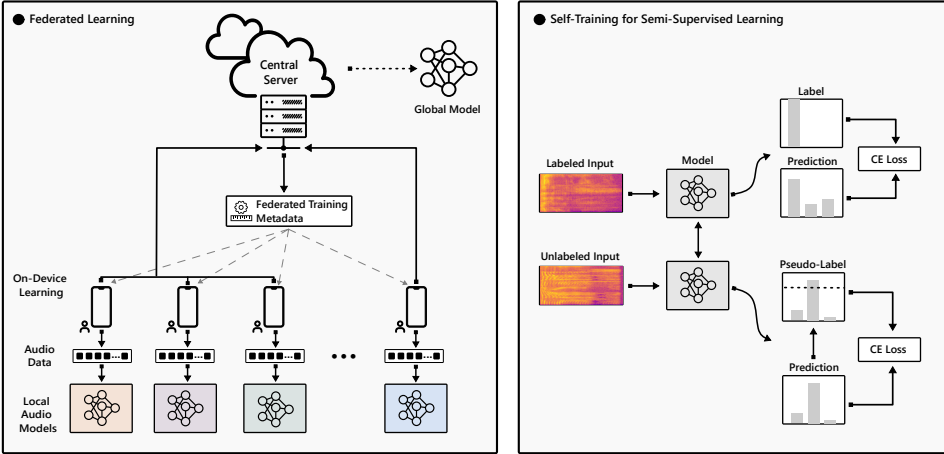 Federated Learning
Central
Server
Global Model
Federated Training
Metadata
On-Device
Learning
Audio
Data
Local
Audio
Models
Self-Training for Semi-Supervised Learning
Label
Labeled Input
Model
CE Loss
Prediction
Unlabeled Input
Pseudo-Label
CE Loss
Prediction